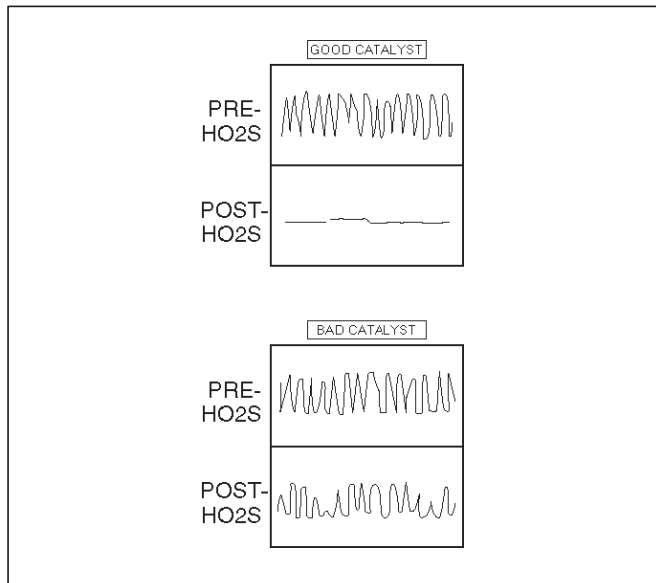 GOOD CATALYST
PRE-
HO2S
POST-
HO2S
BAD CATALYST
PRE-
HO2S
POST-
HO2S